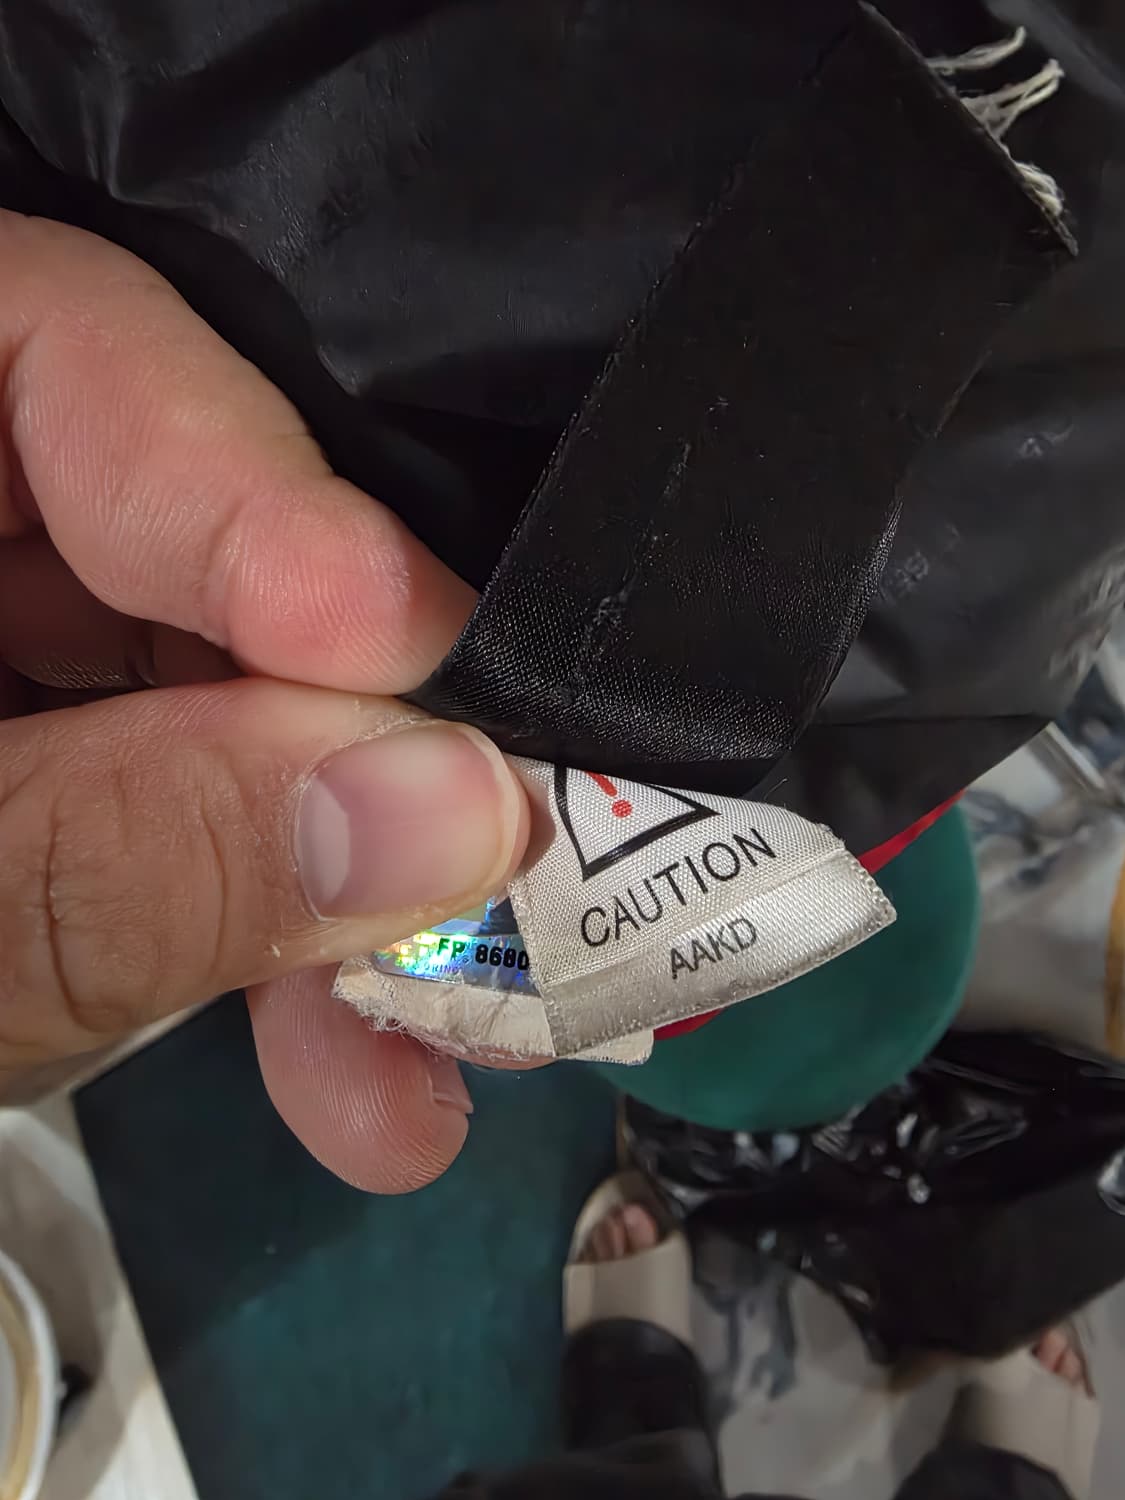 !
CAUTION
AAKD
FP 8680